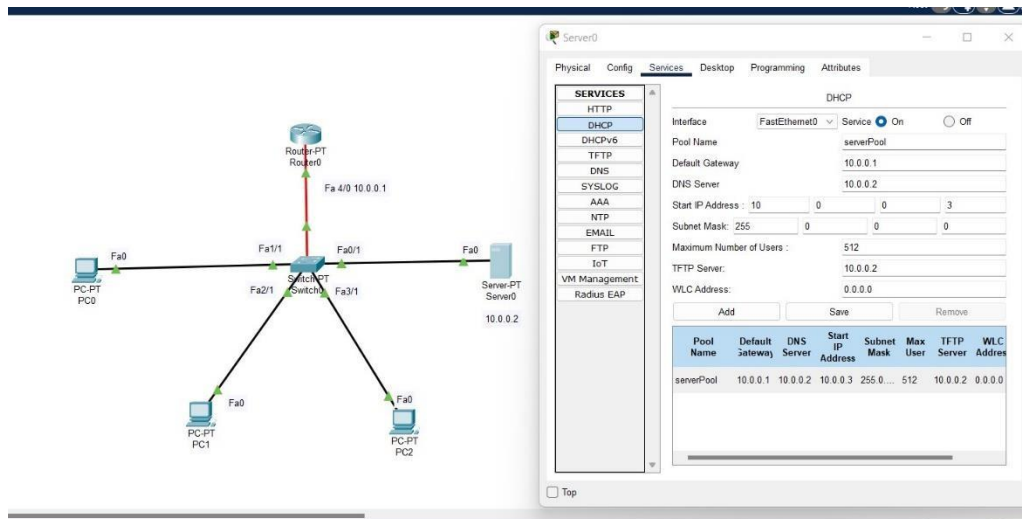 Server0
Physical Config Services Desktop Programming Attributes
SERVICES
HTTP
DHCP
DHCPv6
TFTP
DNS
SYSLOG
AAA
NTP
EMAIL
FTP
IoT
VM Management
Radius EAP
DHCP
Interface FastEthernet0 Service On Off
Pool Name serverPool
Default Gateway 10.0.0.1
DNS Server 10.0.0.2
Start IP Address : 10 0 0 3
Subnet Mask: 255 0 0 0
Maximum Number of Users : 512
TFTP Server: 10.0.0.2
WLC Address: 0.0.0.0
Add Save Remove
Pool Name Default Gateway DNS Server Start IP Address Subnet Mask Max User TFTP Server WLC Addres
serverPool 10.0.0.1 10.0.0.2 10.0.0.3 255.0.... 512 10.0.0.2 0.0.0.0
Top
Router-PT
Router0
Fa 4/0 10.0.0.1
Fa0
Fa1/1
Fa0/1
Fa0
PC-PT
PC0
Switch-PT
Switch0
Fa2/1
Fa3/1
Server-PT
Server0
10.0.0.2
Fa0
Fa0
PC-PT
PC1
PC-PT
PC2